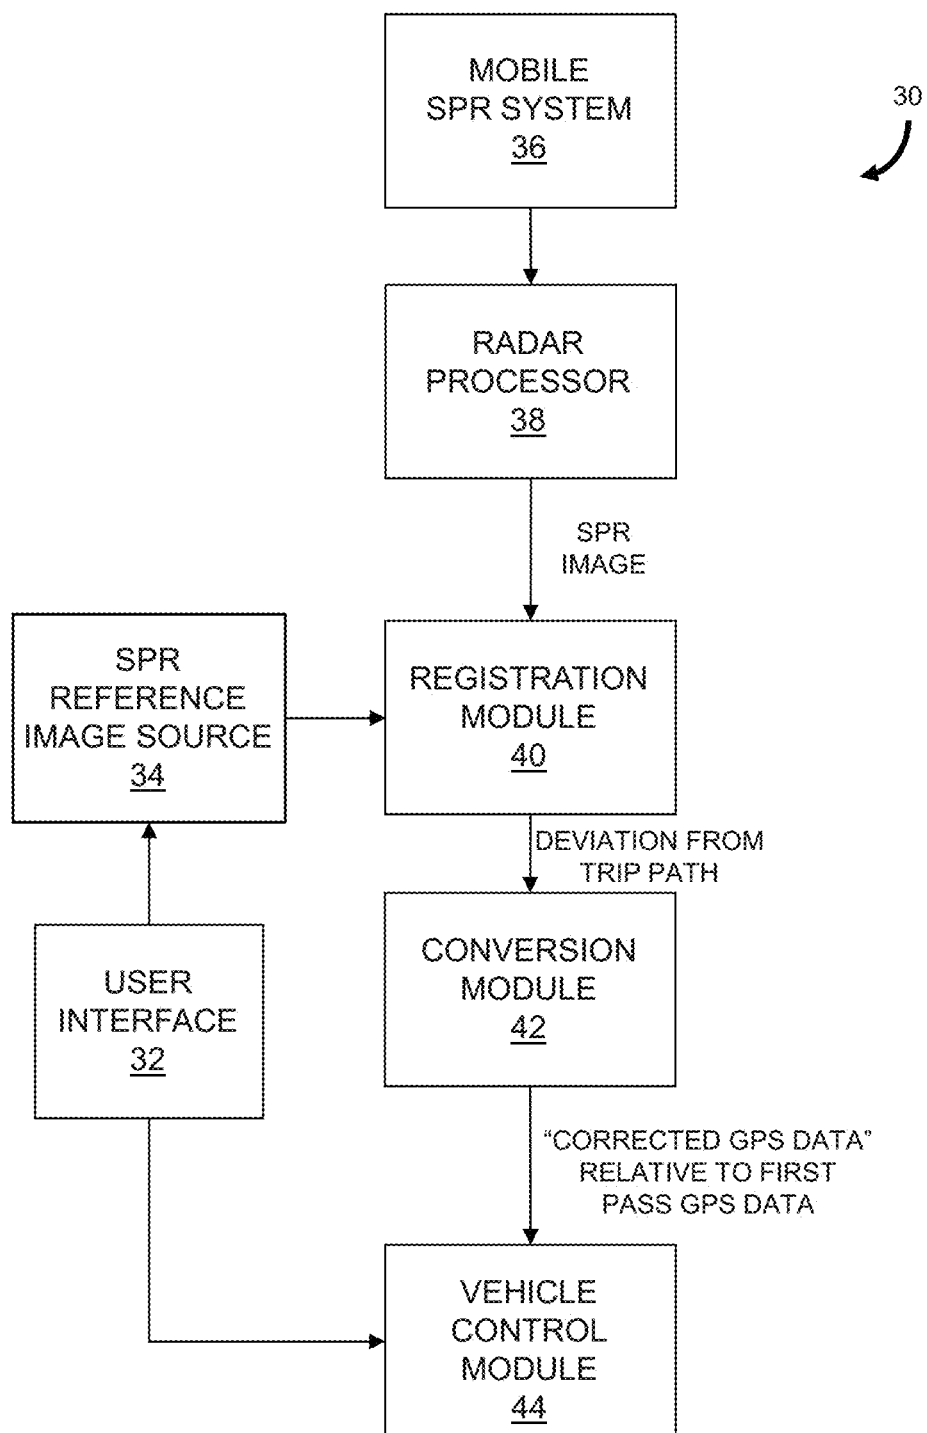 MOBILE
SPR SYSTEM
36
30
RADAR
PROCESSOR
38
SPR
IMAGE
SPR
REFERENCE
IMAGE SOURCE
34
REGISTRATION
MODULE
40
DEVIATION FROM
TRIP PATH
USER
INTERFACE
32
CONVERSION
MODULE
42
“CORRECTED GPS DATA”
RELATIVE TO FIRST
PASS GPS DATA
VEHICLE
CONTROL
MODULE
44